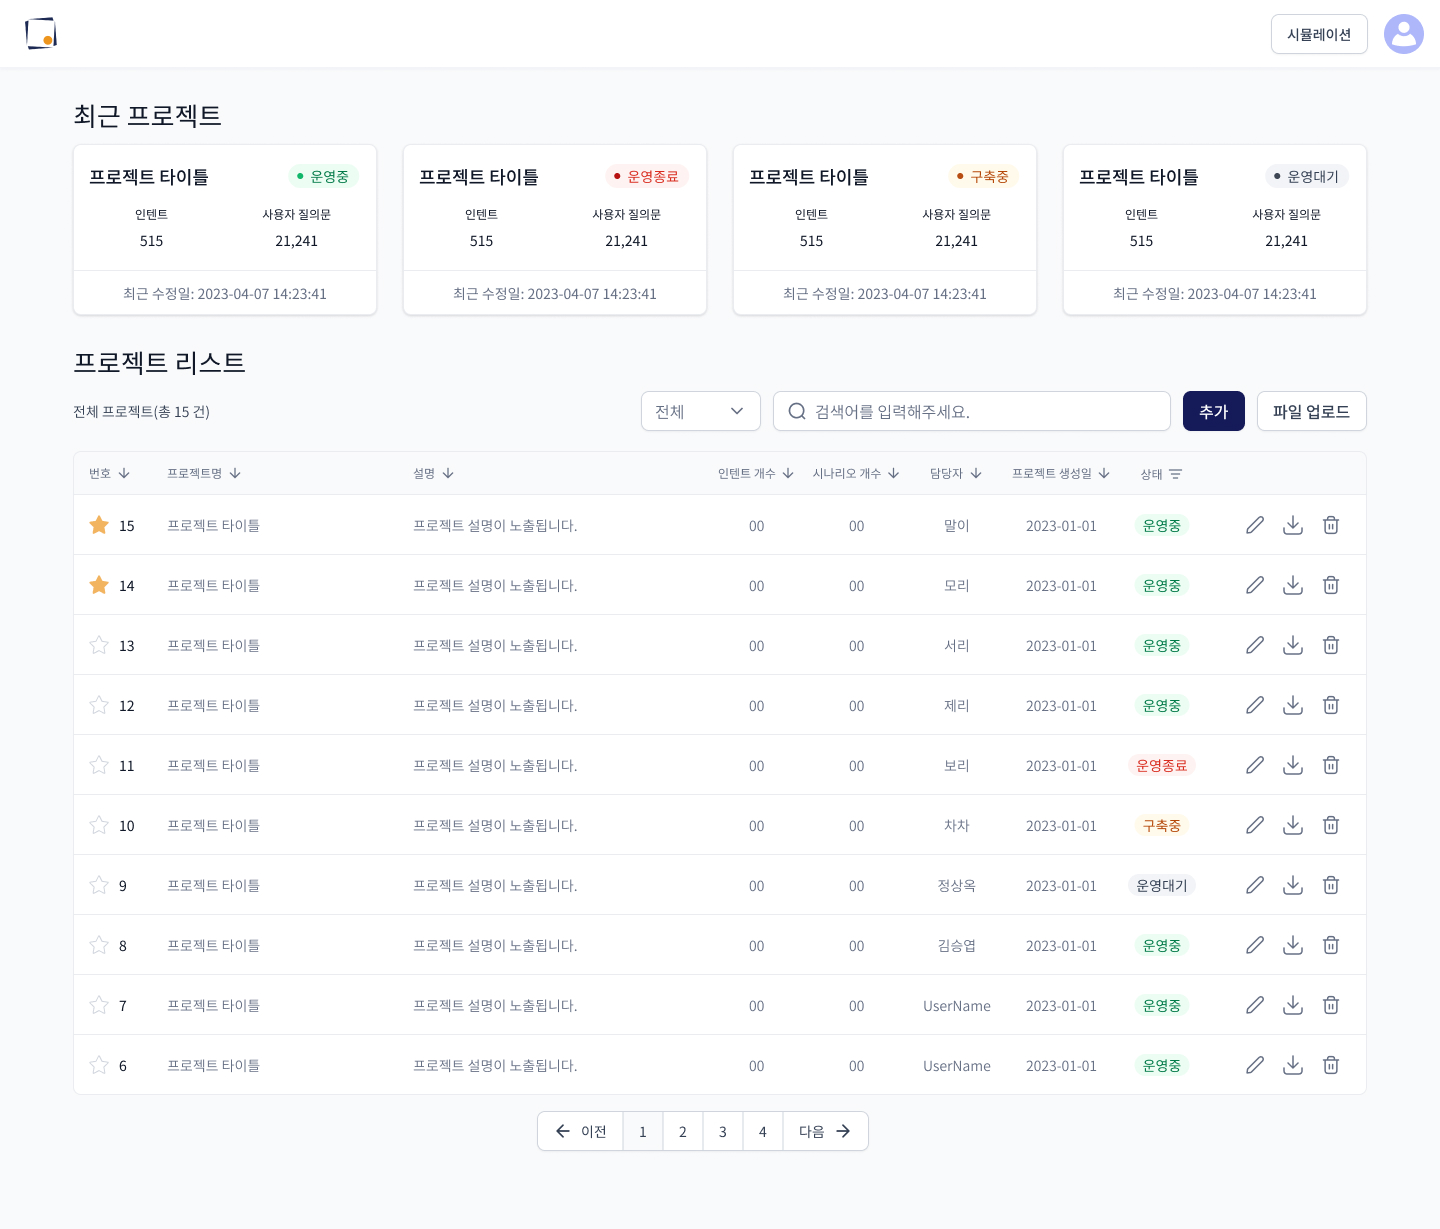 시뮬레이션
최근 프로젝트
프로젝트 타이틀 운영중
인텐트 사용자 질의문
515 21,241
최근 수정일: 2023-04-07 14:23:41
프로젝트 타이틀 운영종료
인텐트 사용자 질의문
515 21,241
최근 수정일: 2023-04-07 14:23:41
프로젝트 타이틀 구축중
인텐트 사용자 질의문
515 21,241
최근 수정일: 2023-04-07 14:23:41
프로젝트 타이틀 운영대기
인텐트 사용자 질의문
515 21,241
최근 수정일: 2023-04-07 14:23:41
프로젝트 리스트
전체 프로젝트(총 15 건) 전체 검색어를 입력해주세요. 추가 파일 업로드
번호 프로젝트명 설명 인텐트 개수 시나리오 개수 담당자 프로젝트 생성일 상태
15 프로젝트 타이틀 프로젝트 설명이 노출됩니다. 00 00 말이 2023-01-01 운영중
14 프로젝트 타이틀 프로젝트 설명이 노출됩니다. 00 00 모리 2023-01-01 운영중
13 프로젝트 타이틀 프로젝트 설명이 노출됩니다. 00 00 서리 2023-01-01 운영중
12 프로젝트 타이틀 프로젝트 설명이 노출됩니다. 00 00 제리 2023-01-01 운영중
11 프로젝트 타이틀 프로젝트 설명이 노출됩니다. 00 00 보리 2023-01-01 운영종료
10 프로젝트 타이틀 프로젝트 설명이 노출됩니다. 00 00 차차 2023-01-01 구축중
9 프로젝트 타이틀 프로젝트 설명이 노출됩니다. 00 00 정상옥 2023-01-01 운영대기
8 프로젝트 타이틀 프로젝트 설명이 노출됩니다. 00 00 김승엽 2023-01-01 운영중
7 프로젝트 타이틀 프로젝트 설명이 노출됩니다. 00 00 UserName 2023-01-01 운영중
6 프로젝트 타이틀 프로젝트 설명이 노출됩니다. 00 00 UserName 2023-01-01 운영중
이전 1 2 3 4 다음